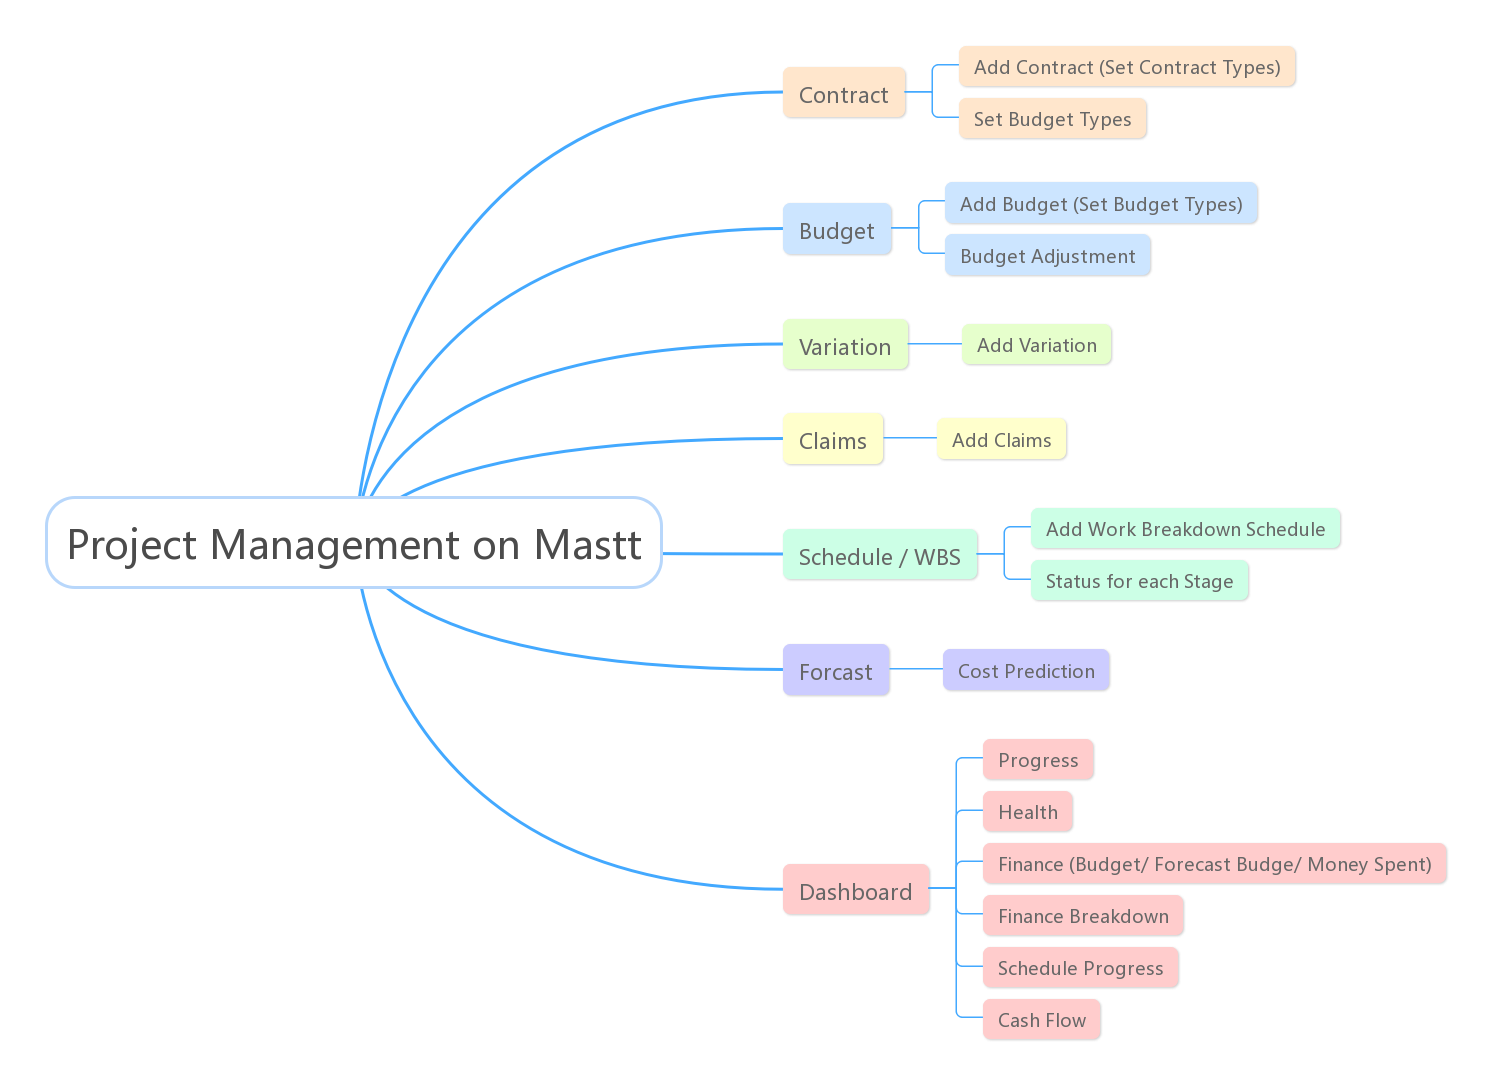 Project Management on Mastt
Contract
Add Contract (Set Contract Types)
Set Budget Types
Budget
Add Budget (Set Budget Types)
Budget Adjustment
Variation
Add Variation
Claims
Add Claims
Schedule / WBS
Add Work Breakdown Schedule
Status for each Stage
Forcast
Cost Prediction
Dashboard
Progress
Health
Finance (Budget/ Forecast Budge/ Money Spent)
Finance Breakdown
Schedule Progress
Cash Flow